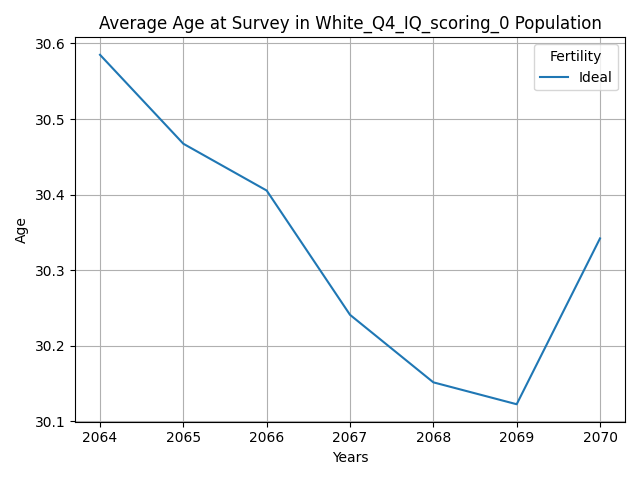 Average Age at Survey in White_Q4_IQ_scoring_0 Population
Fertility
Ideal
30.6
30.5
30.4
30.3
30.2
30.1
Age
2064 2065 2066 2067 2068 2069 2070
Years